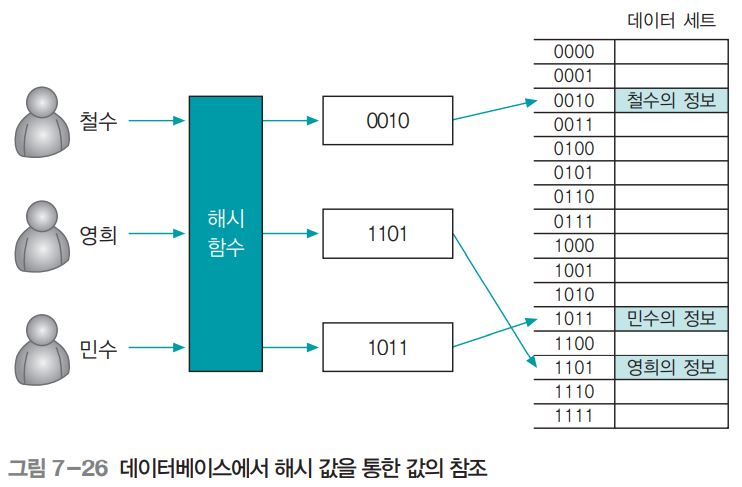 데이터 세트
0000
0001
철수
0010
0010 철수의 정보
0011
0100
0101
0110
영희
해시
함수
1101
0111
1000
1001
1010
민수
1011
1011 민수의 정보
1100
1101 영희의 정보
1110
1111
그림 7-26 데이터베이스에서 해시 값을 통한 값의 참조